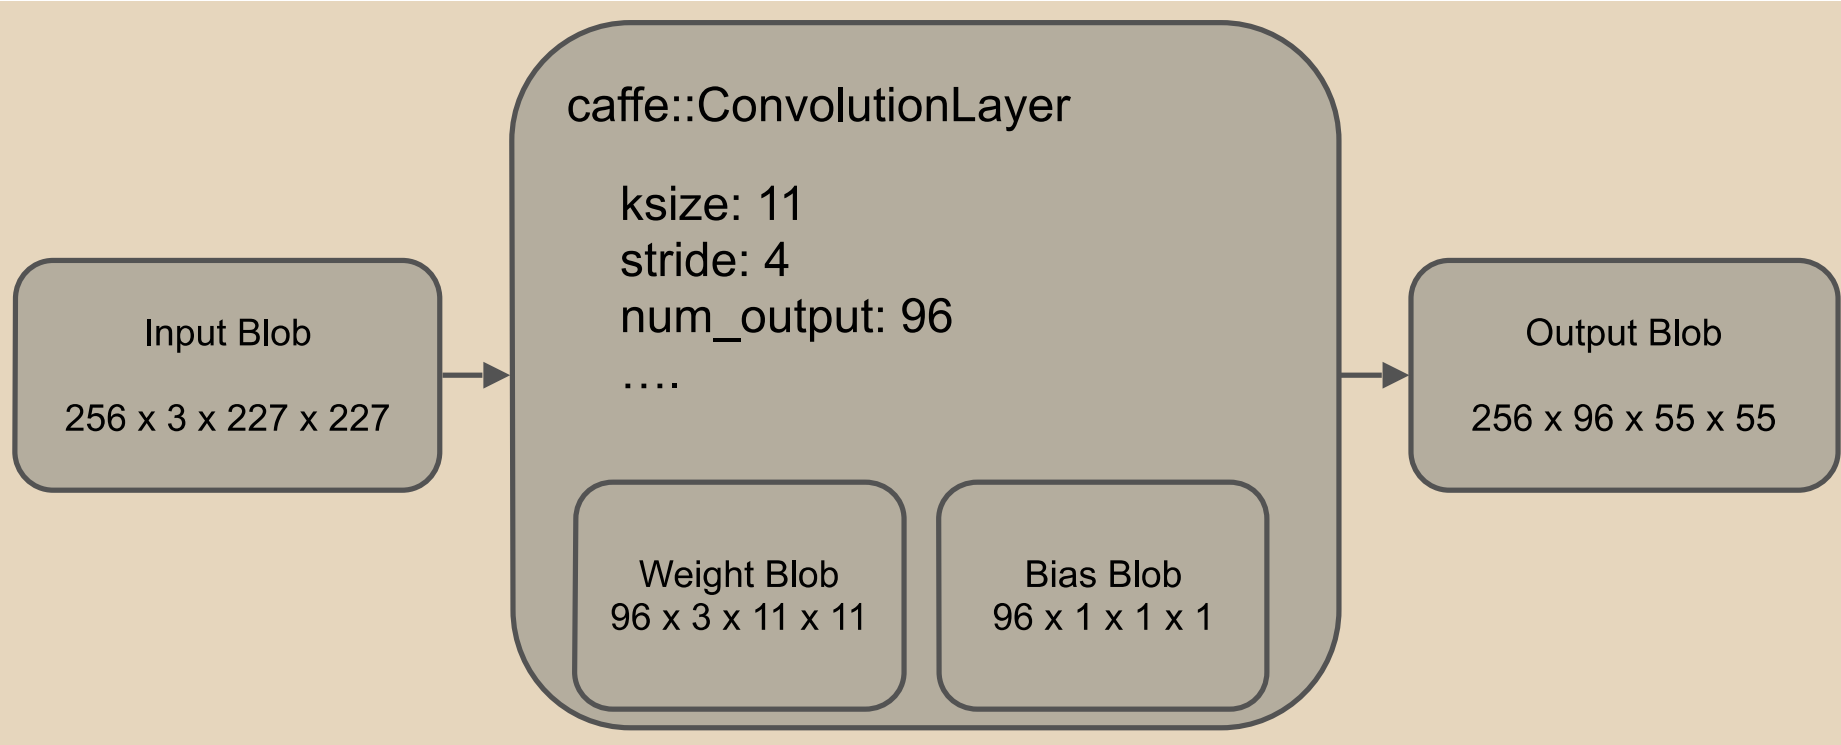 caffe::ConvolutionLayer
ksize: 11
stride: 4
num_output: 96
….
Input Blob
256 x 3 x 227 x 227
Output Blob
256 x 96 x 55 x 55
Weight Blob
96 x 3 x 11 x 11
Bias Blob
96 x 1 x 1 x 1